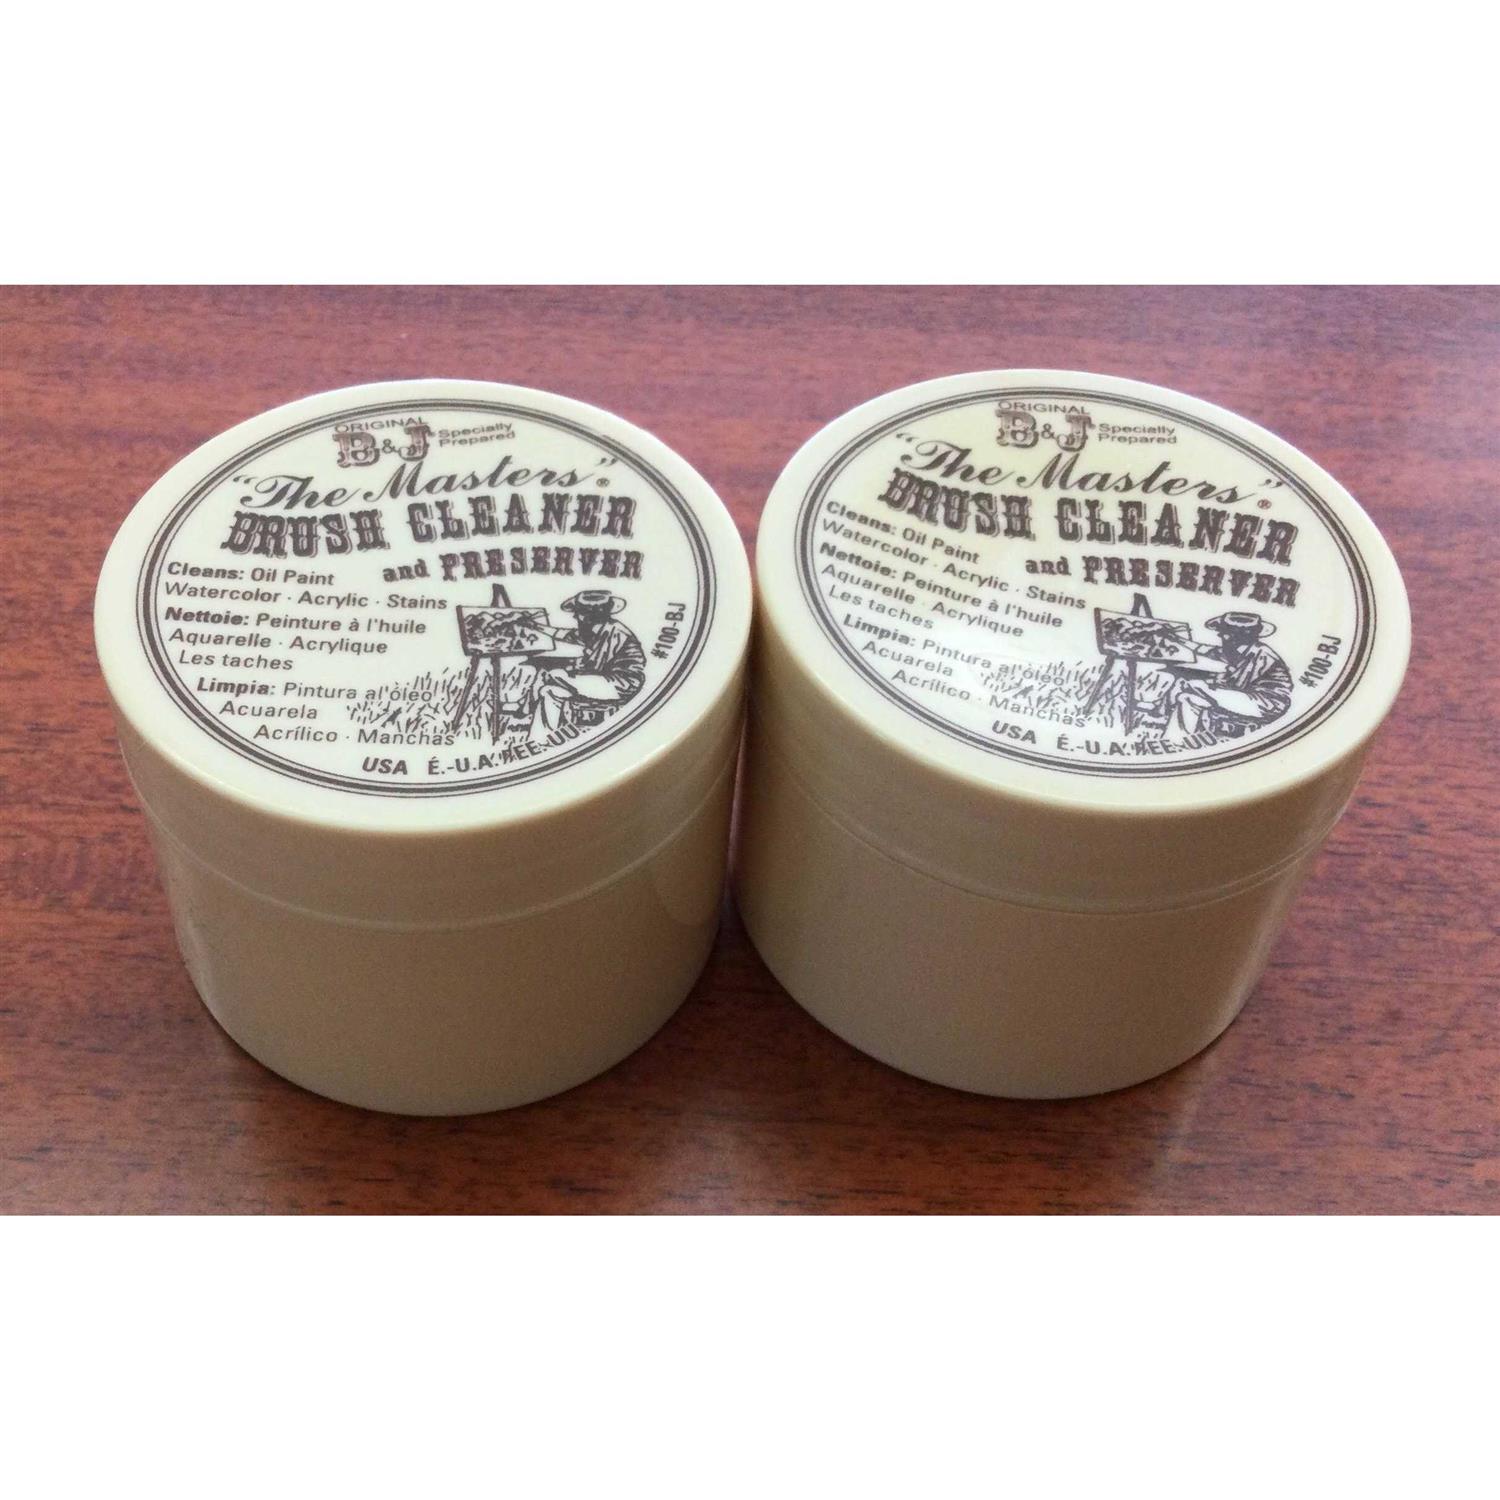 ORIGINAL
B&J Specially
Prepared
"The Masters"®
BRUSH CLEANER
and PRESERVER
Cleans: Oil Paint
Watercolor · Acrylic · Stains
Nettoie: Peinture à l'huile
Aquarelle · Acrylique
Les taches
Limpia: Pintura al óleo
Acuarela
Acrílico · Manchas
USA É.-U.A. EE.UU.
#100-BJ
ORIGINAL
B&J Specially
Prepared
"The Masters"®
BRUSH CLEANER
and PRESERVER
Cleans: Oil Paint
Watercolor · Acrylic · Stains
Nettoie: Peinture à l'huile
Aquarelle · Acrylique
Les taches
Limpia: Pintura al óleo
Acuarela
Acrílico · Manchas
USA É.-U.A. EE.UU.
#100-BJ